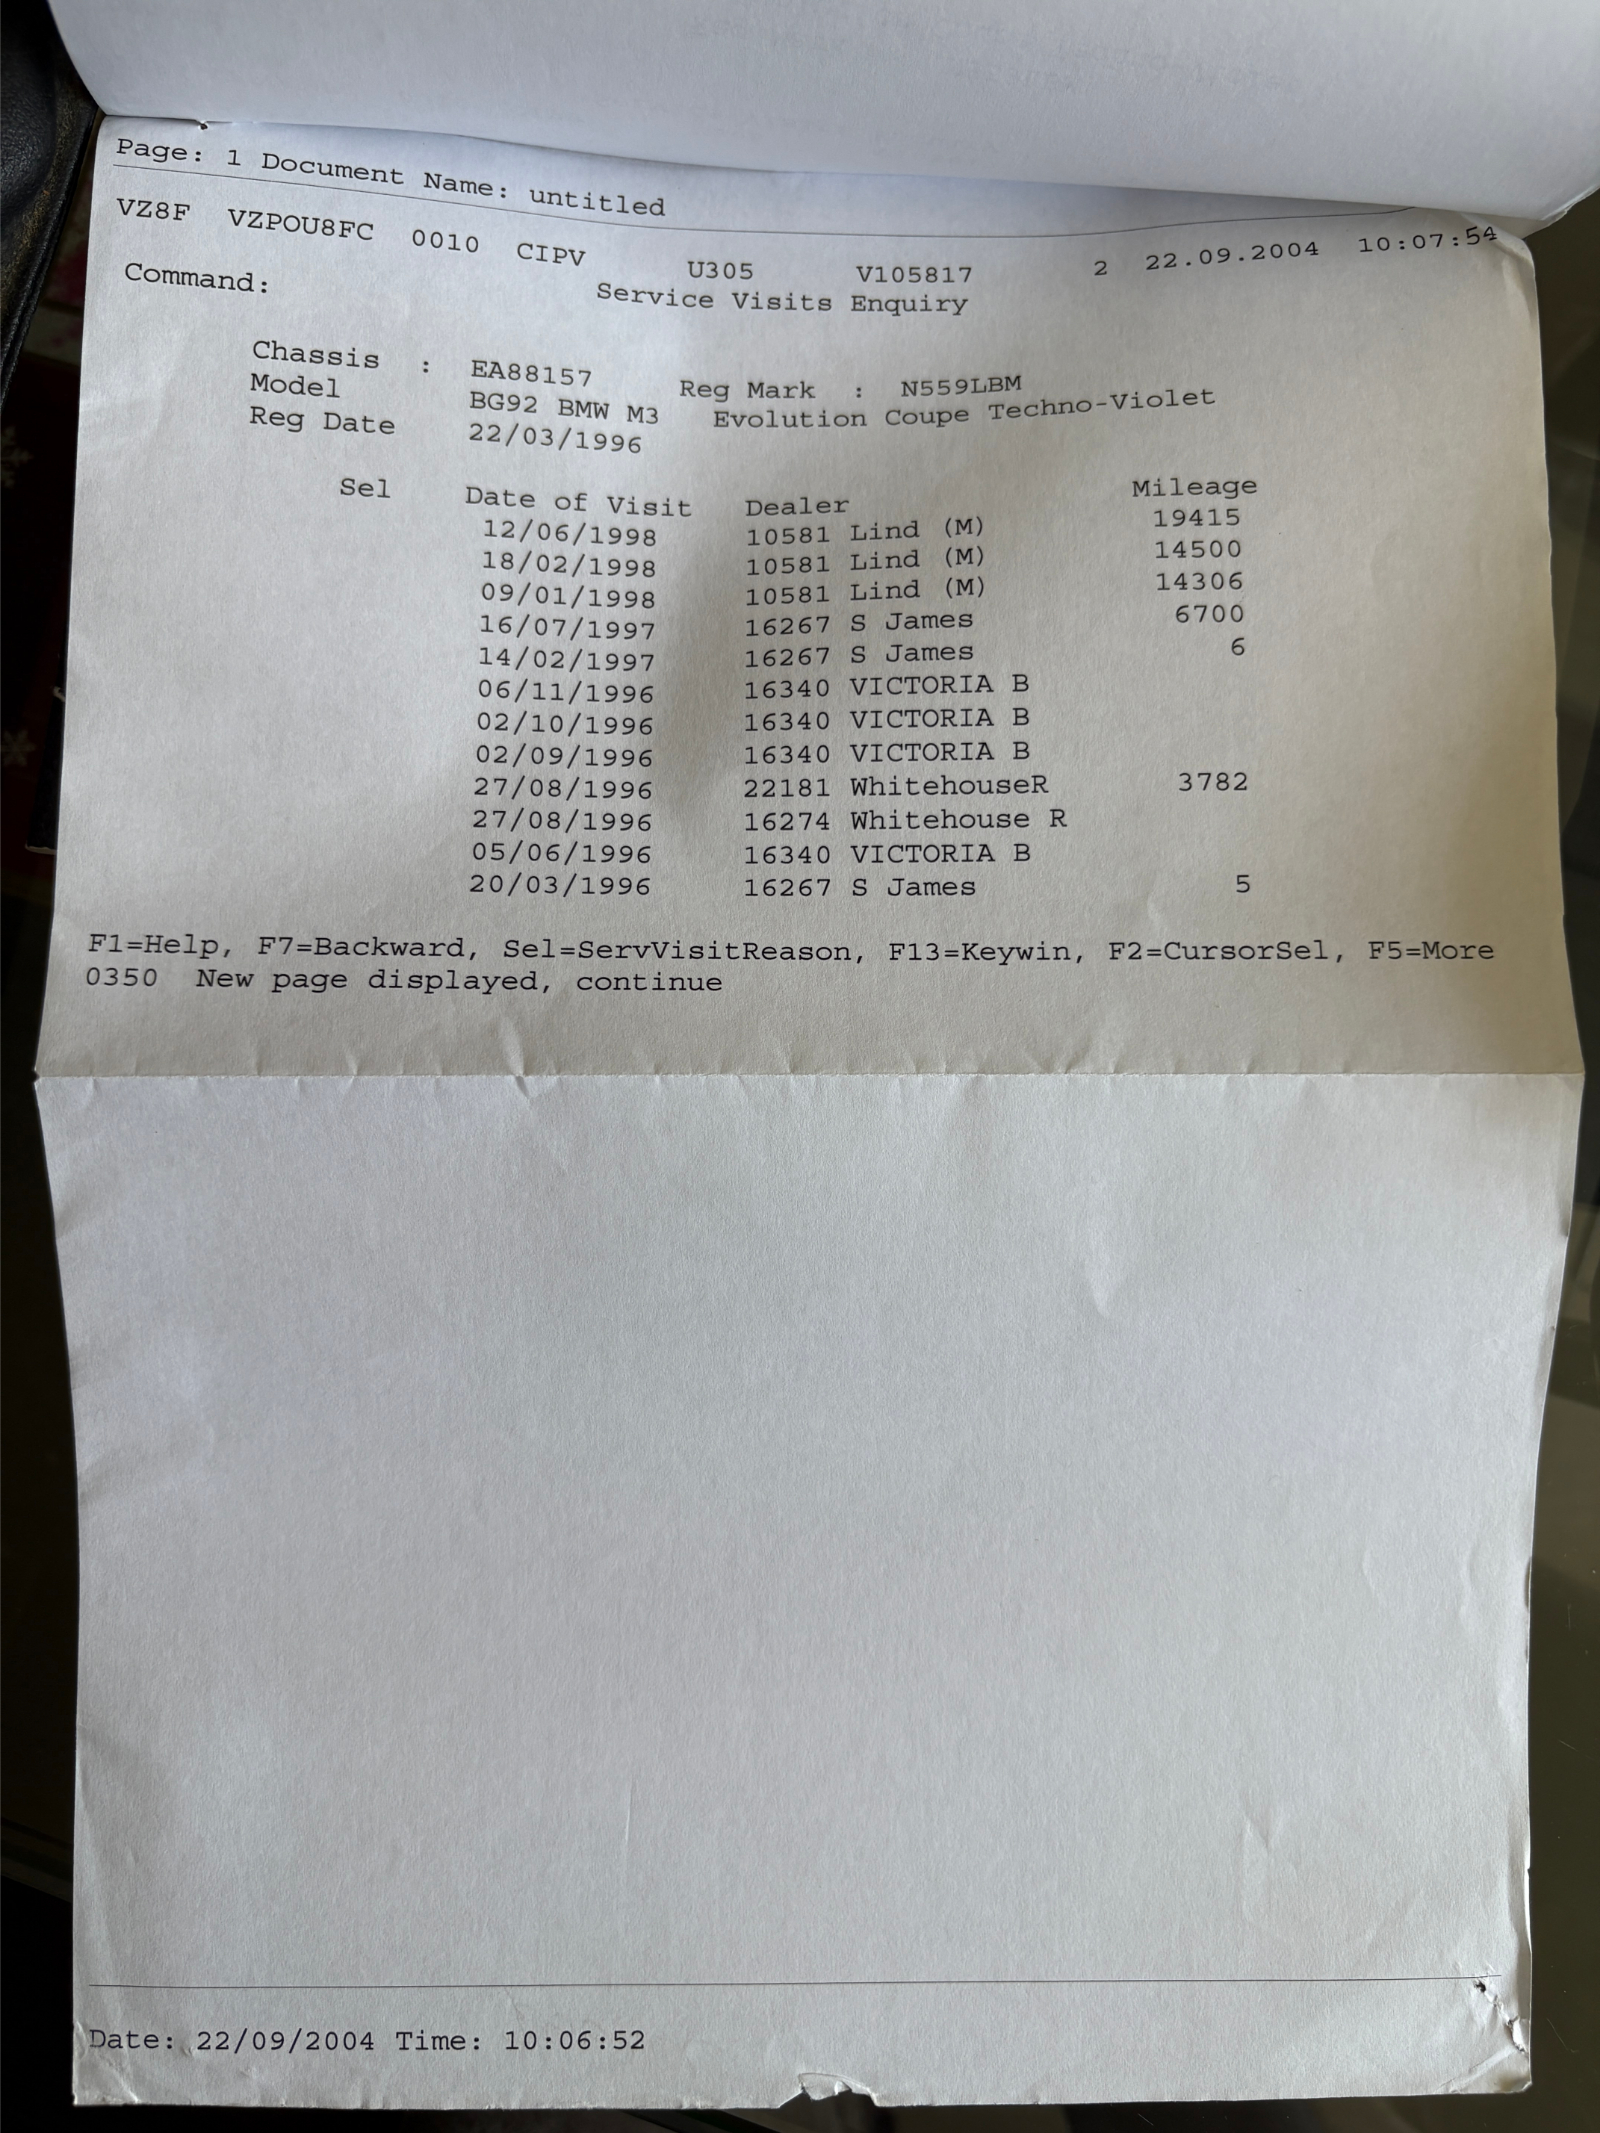 Page: 1 Document Name: untitled
VZ8F VZPOU8FC 0010 CIPV U305 V105817 2 22.09.2004 10:07:54
Command: Service Visits Enquiry
Chassis : EA88157 Reg Mark : N559LBM
Model BG92 BMW M3 Evolution Coupe Techno-Violet
Reg Date 22/03/1996
Sel Date of Visit Dealer Mileage
12/06/1998 10581 Lind (M) 19415
18/02/1998 10581 Lind (M) 14500
09/01/1998 10581 Lind (M) 14306
16/07/1997 16267 S James 6700
14/02/1997 16267 S James 6
06/11/1996 16340 VICTORIA B
02/10/1996 16340 VICTORIA B
02/09/1996 16340 VICTORIA B
27/08/1996 22181 WhitehouseR 3782
27/08/1996 16274 Whitehouse R
05/06/1996 16340 VICTORIA B
20/03/1996 16267 S James 5
F1=Help, F7=Backward, Sel=ServVisitReason, F13=Keywin, F2=CursorSel, F5=More
0350 New page displayed, continue
Date: 22/09/2004 Time: 10:06:52